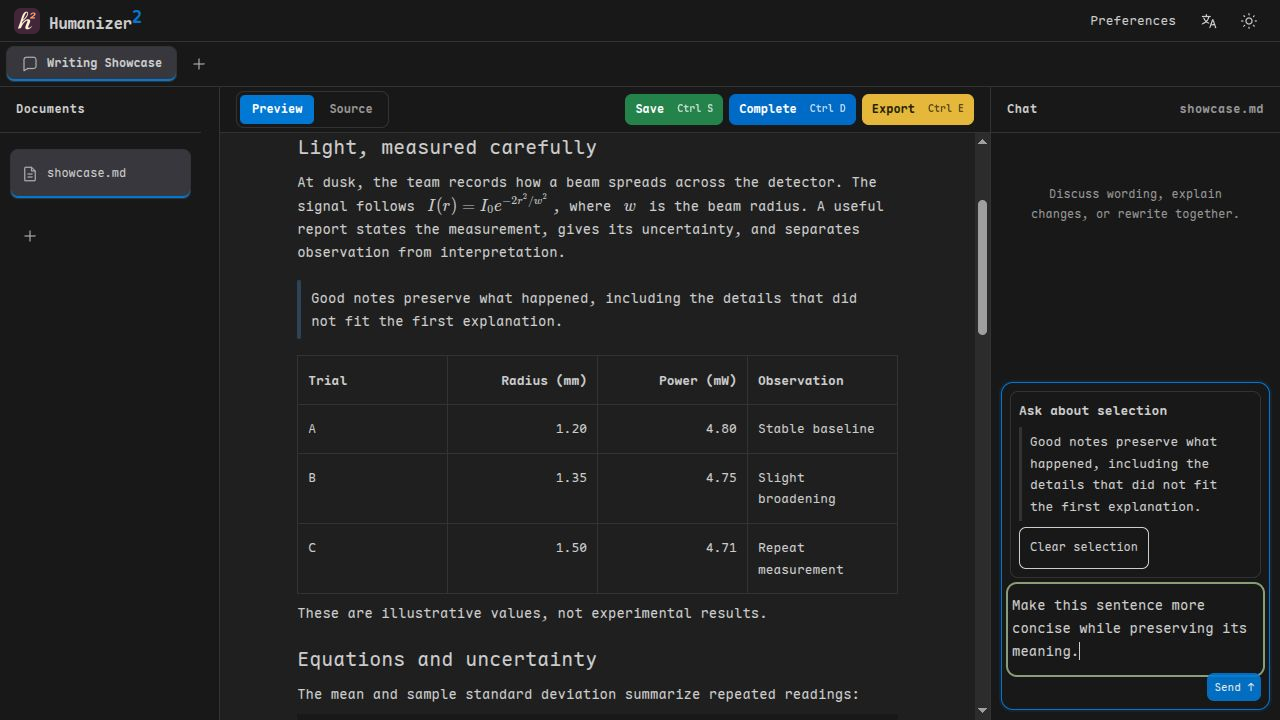 h²
Humanizer2
Preferences
Writing Showcase
Documents
showcase.md
Preview
Source
Save Ctrl S
Complete Ctrl D
Export Ctrl E
Light, measured carefully
At dusk, the team records how a beam spreads across the detector. The
signal follows I(r) = I₀e^{−2r²/w²}, where w is the beam radius. A useful
report states the measurement, gives its uncertainty, and separates
observation from interpretation.
Good notes preserve what happened, including the details that did
not fit the first explanation.
Trial Radius (mm) Power (mW) Observation
A 1.20 4.80 Stable baseline
B 1.35 4.75 Slight
broadening
C 1.50 4.71 Repeat
measurement
These are illustrative values, not experimental results.
Equations and uncertainty
The mean and sample standard deviation summarize repeated readings:
Chat
showcase.md
Discuss wording, explain
changes, or rewrite together.
Ask about selection
Good notes preserve what
happened, including the
details that did not fit
the first explanation.
Clear selection
Make this sentence more
concise while preserving its
meaning.
Send ↑